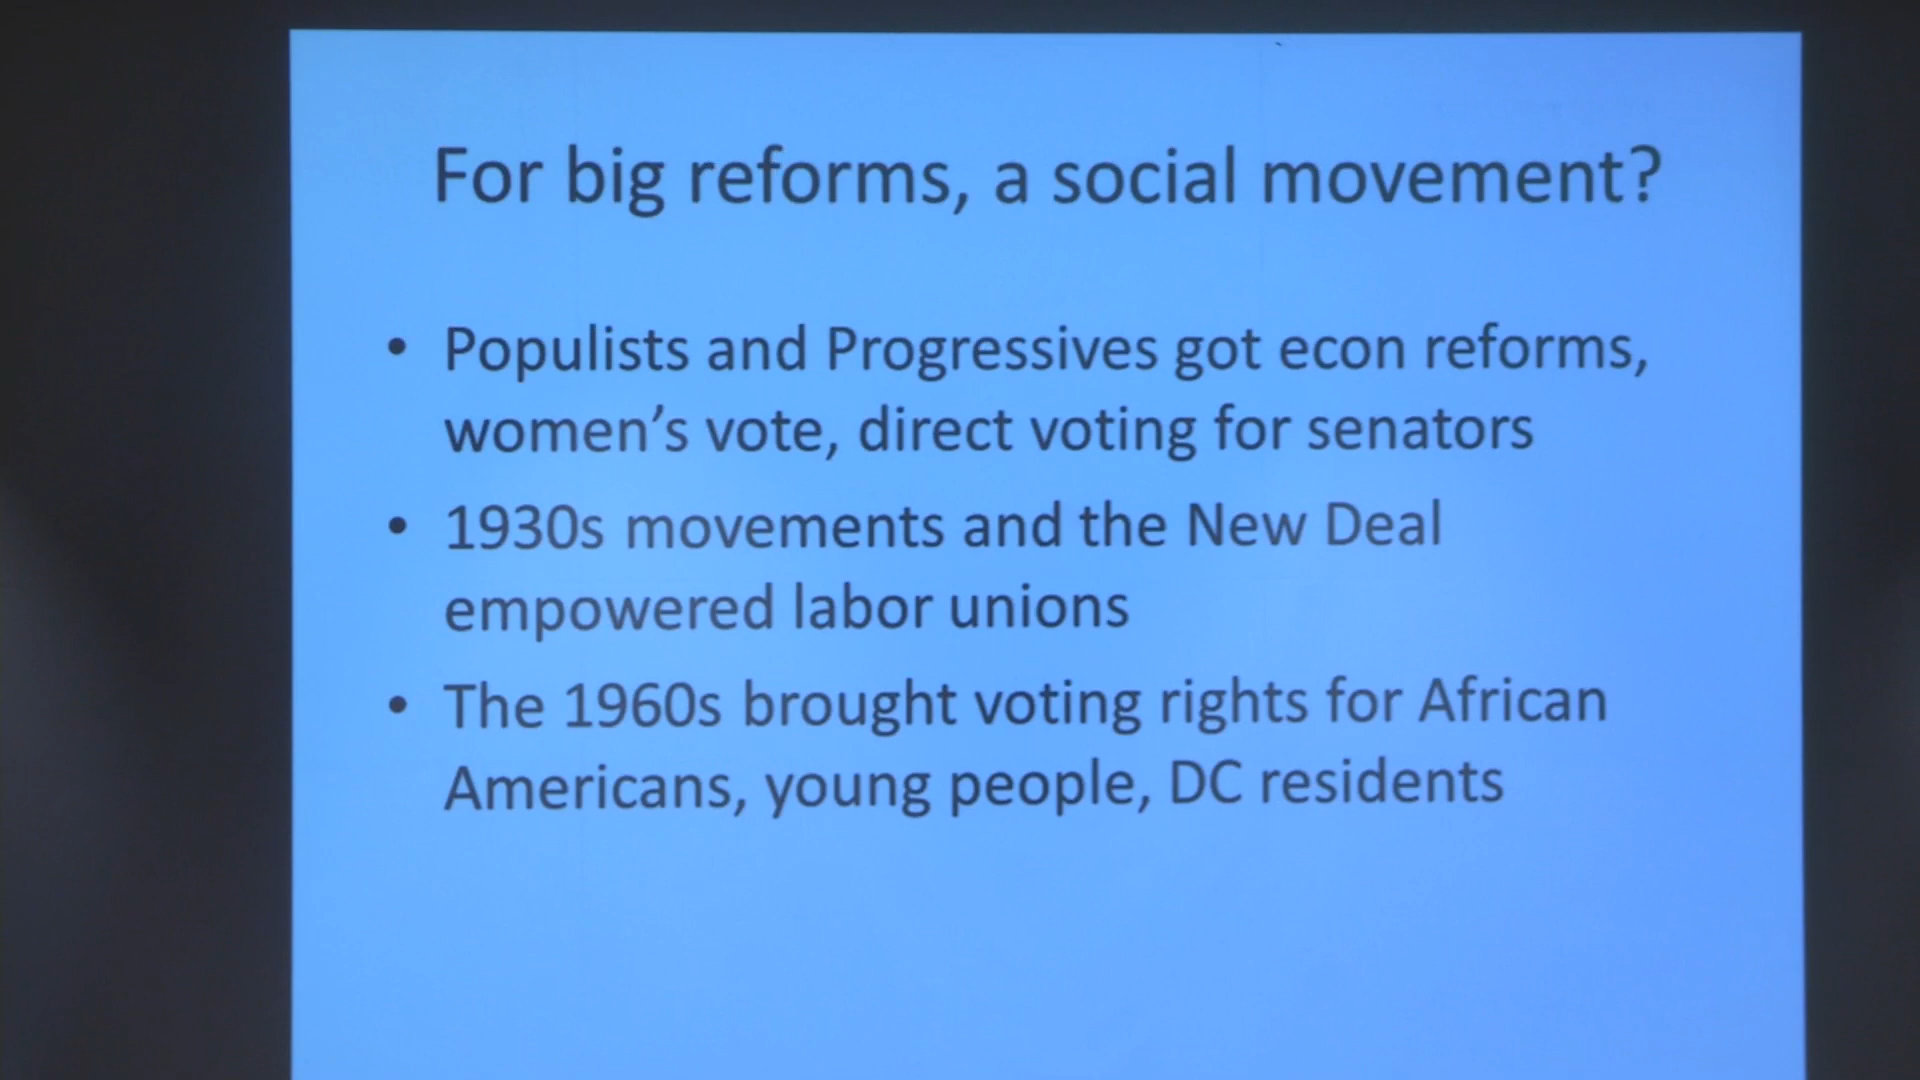 For big reforms, a social movement?
• Populists and Progressives got econ reforms,
women’s vote, direct voting for senators
• 1930s movements and the New Deal
empowered labor unions
• The 1960s brought voting rights for African
Americans, young people, DC residents